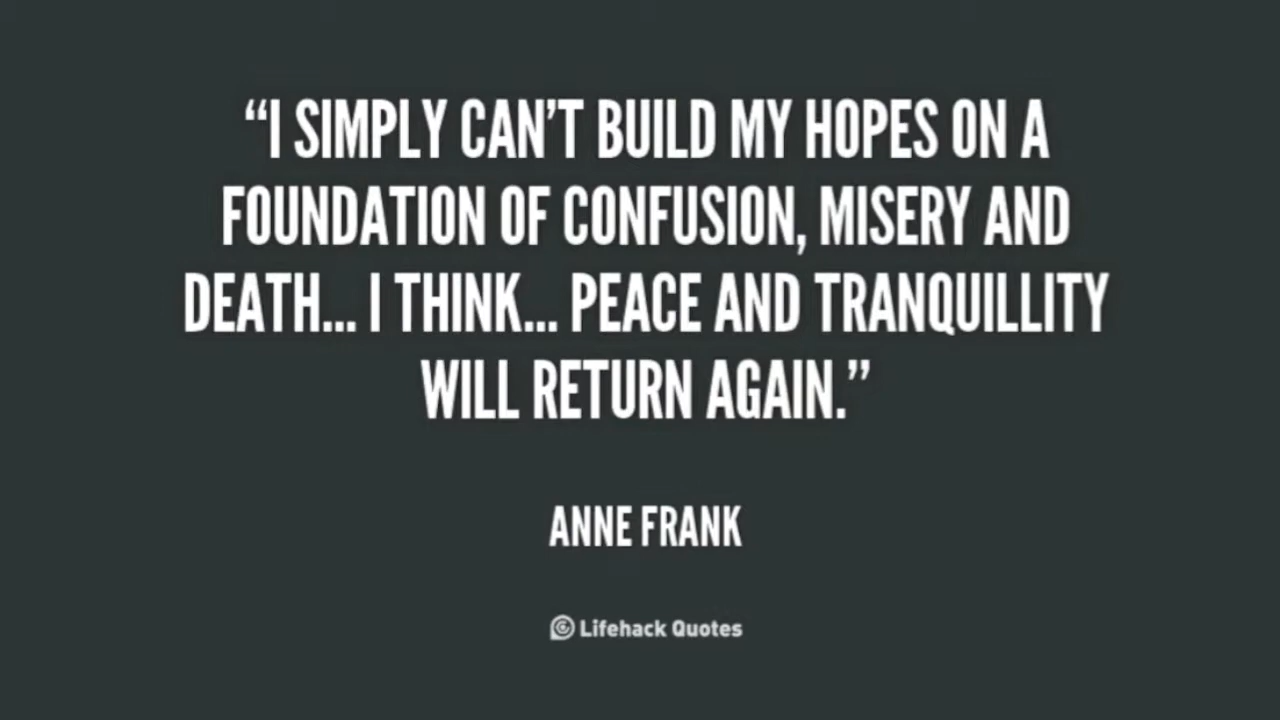 “I SIMPLY CAN’T BUILD MY HOPES ON A
FOUNDATION OF CONFUSION, MISERY AND
DEATH... I THINK... PEACE AND TRANQUILLITY
WILL RETURN AGAIN.”
ANNE FRANK
Lifehack Quotes